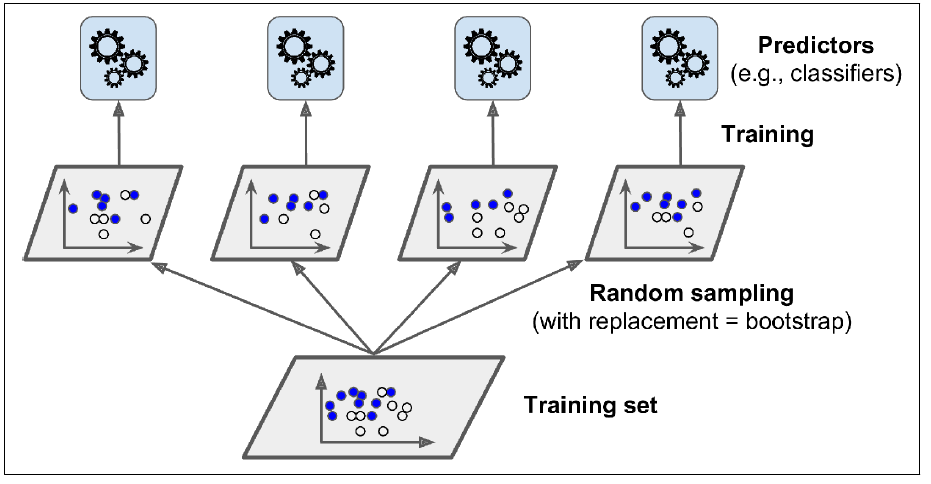 Predictors
(e.g., classifiers)
Training
Random sampling
(with replacement = bootstrap)
Training set